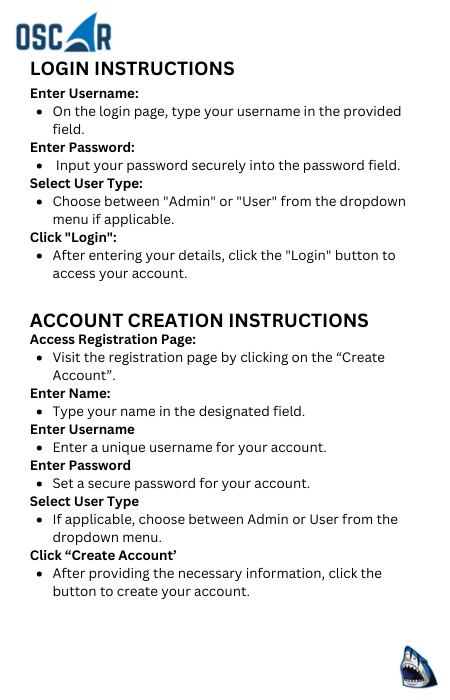 OSCAR
LOGIN INSTRUCTIONS
Enter Username:
• On the login page, type your username in the provided
field.
Enter Password:
• Input your password securely into the password field.
Select User Type:
• Choose between "Admin" or "User" from the dropdown
menu if applicable.
Click "Login":
• After entering your details, click the "Login" button to
access your account.
ACCOUNT CREATION INSTRUCTIONS
Access Registration Page:
• Visit the registration page by clicking on the “Create
Account”.
Enter Name:
• Type your name in the designated field.
Enter Username
• Enter a unique username for your account.
Enter Password
• Set a secure password for your account.
Select User Type
• If applicable, choose between Admin or User from the
dropdown menu.
Click “Create Account’
• After providing the necessary information, click the
button to create your account.